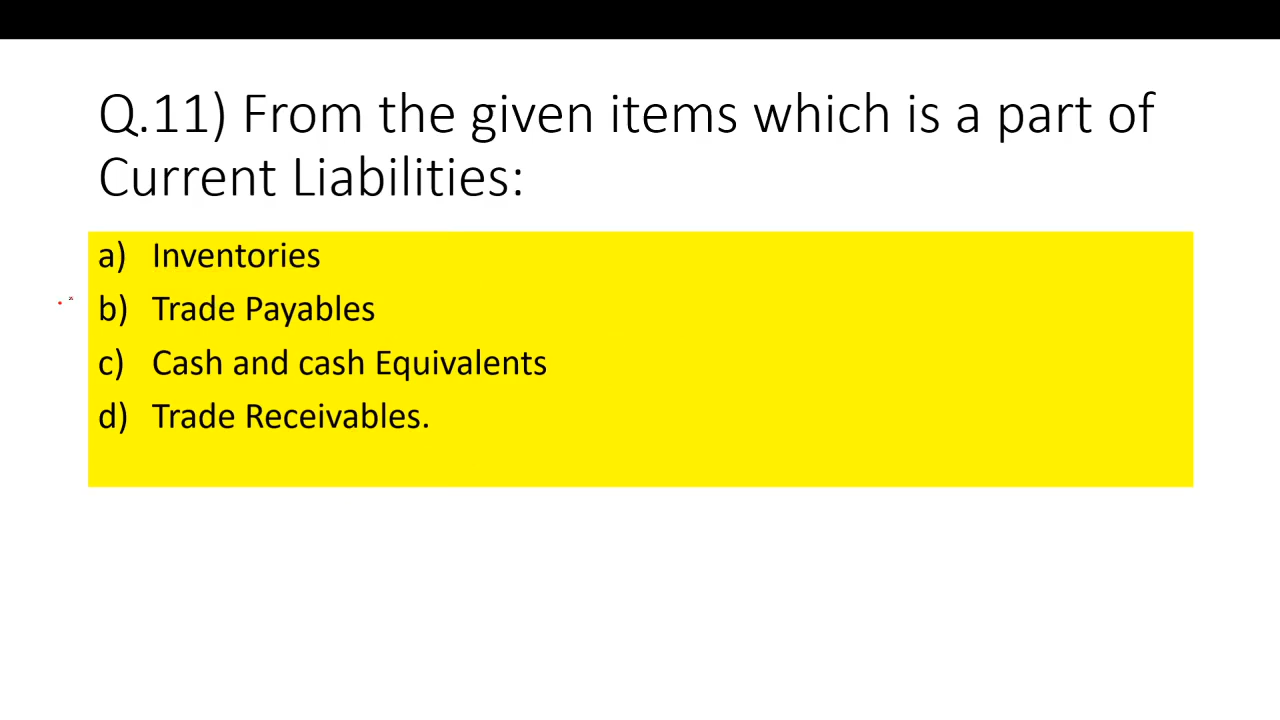 Q.11) From the given items which is a part of
Current Liabilities:
a) Inventories
b) Trade Payables
c) Cash and cash Equivalents
d) Trade Receivables.